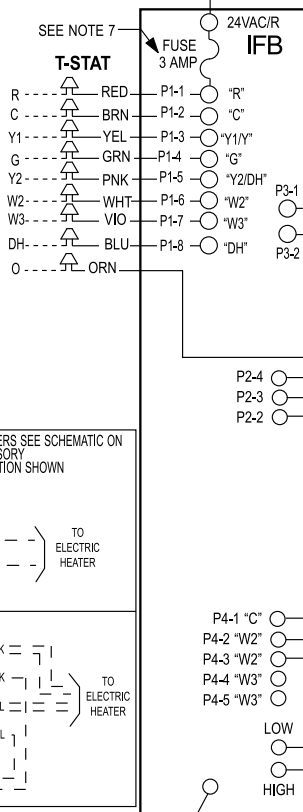 24VAC/R
SEE NOTE 7
IFB
FUSE
3 AMP
T-STAT
R RED P1-1 "R"
C BRN P1-2 "C"
Y1 YEL P1-3 "Y1/Y"
G GRN P1-4 "G"
Y2 PNK P1-5 "Y2/DH"
P3-1
W2 WHT P1-6 "W2"
W3 VIO P1-7 "W3"
DH BLU P1-8 "DH"
P3-2
O ORN
P2-4
P2-3
P2-2
ERS SEE SCHEMATIC ON
SORY
TION SHOWN
TO
ELECTRIC
HEATER
P4-1 "C"
P4-2 "W2"
P4-3 "W2"
P4-4 "W3"
P4-5 "W3"
K
K
L
L
TO
ELECTRIC
HEATER
LOW
HIGH